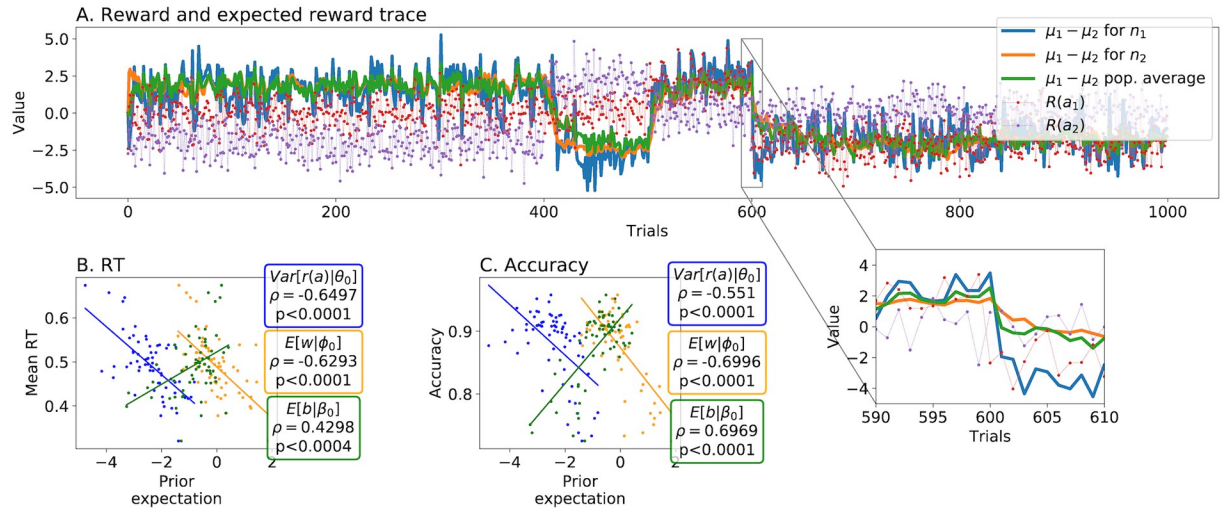 A. Reward and expected reward trace
5.0
2.5
0.0
−2.5
−5.0
Value
0
200
400
600
800
1000
Trials
μ₁ − μ₂ for n₁
μ₁ − μ₂ for n₂
μ₁ − μ₂ pop. average
R(a₁)
R(a₂)
B. RT
0.6
0.5
0.4
Mean RT
−4
−2
0
2
Prior
expectation
Var[r(a)|θ₀]
ρ = -0.6497
p<0.0001
E[w|ϕ₀]
ρ = -0.6293
p<0.0001
E[b|β₀]
ρ = 0.4298
p<0.0004
C. Accuracy
0.9
0.8
Accuracy
−4
−2
0
2
Prior
expectation
Var[r(a)|θ₀]
ρ = -0.551
p<0.0001
E[w|ϕ₀]
ρ = -0.6996
p<0.0001
E[b|β₀]
ρ = 0.6969
p<0.0001
4
2
0
−2
−4
Value
590
595
600
605
610
Trials